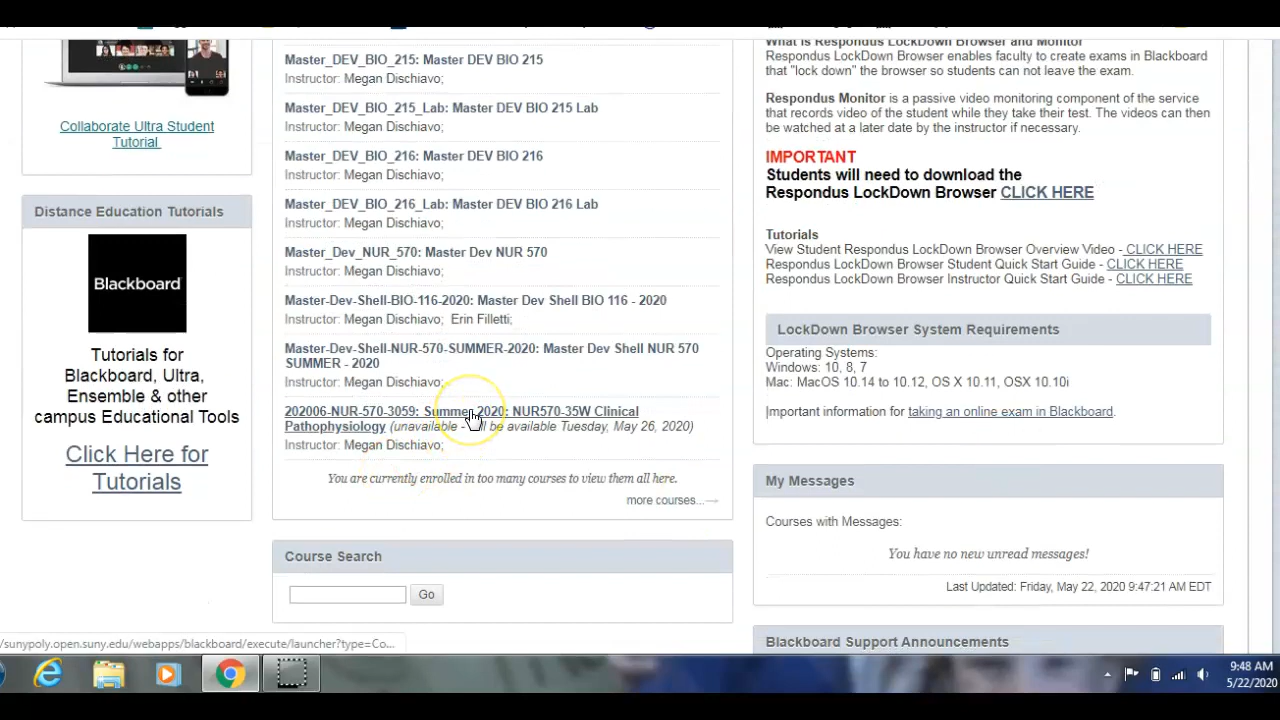 Collaborate Ultra Student
Tutorial
Distance Education Tutorials
Blackboard
Tutorials for
Blackboard, Ultra,
Ensemble & other
campus Educational Tools
Click Here for
Tutorials
Master_DEV_BIO_215: Master DEV BIO 215
Instructor: Megan Dischiavo;
Master_DEV_BIO_215_Lab: Master DEV BIO 215 Lab
Instructor: Megan Dischiavo;
Master_DEV_BIO_216: Master DEV BIO 216
Instructor: Megan Dischiavo;
Master_DEV_BIO_216_Lab: Master DEV BIO 216 Lab
Instructor: Megan Dischiavo;
Master_Dev_NUR_570: Master Dev NUR 570
Instructor: Megan Dischiavo;
Master-Dev-Shell-BIO-116-2020: Master Dev Shell BIO 116 - 2020
Instructor: Megan Dischiavo; Erin Filletti;
Master-Dev-Shell-NUR-570-SUMMER-2020: Master Dev Shell NUR 570
SUMMER - 2020
Instructor: Megan Dischiavo;
202006-NUR-570-3059: Summer 2020: NUR570-35W Clinical
Pathophysiology (unavailable - will be available Tuesday, May 26, 2020)
Instructor: Megan Dischiavo;
You are currently enrolled in too many courses to view them all here.
more courses...→
Course Search
Go
What is Respondus LockDown Browser and Monitor
Respondus LockDown Browser enables faculty to create exams in Blackboard
that "lock down" the browser so students can not leave the exam.
Respondus Monitor is a passive video monitoring component of the service
that records video of the student while they take their test. The videos can then
be watched at a later date by the instructor if necessary.
IMPORTANT
Students will need to download the
Respondus LockDown Browser CLICK HERE
Tutorials
View Student Respondus LockDown Browser Overview Video - CLICK HERE
Respondus LockDown Browser Student Quick Start Guide - CLICK HERE
Respondus LockDown Browser Instructor Quick Start Guide - CLICK HERE
LockDown Browser System Requirements
Operating Systems:
Windows: 10, 8, 7
Mac: MacOS 10.14 to 10.12, OS X 10.11, OSX 10.10i
Important information for taking an online exam in Blackboard.
My Messages
Courses with Messages:
You have no new unread messages!
Last Updated: Friday, May 22, 2020 9:47:21 AM EDT
Blackboard Support Announcements
/sunypoly.open.suny.edu/webapps/blackboard/execute/launcher?type=Co...
9:48 AM
5/22/2020